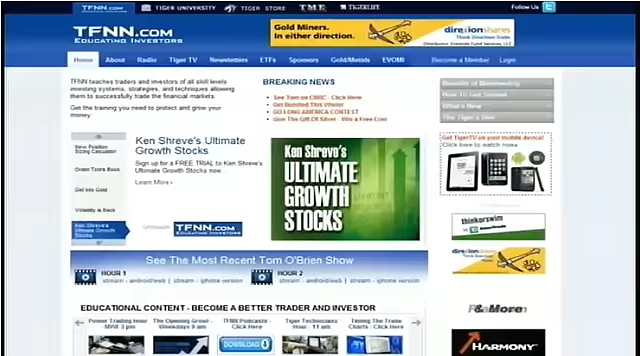 TFNN.COM
TIGER UNIVERSITY
TIGER STORE
TME
TIGERLIFE
Follow Us
TFNN.COM
EDUCATING INVESTORS
Gold Miners.
In either direction.
direxionshares
Home
About
Radio
Tiger TV
Newsletters
ETFs
Sponsors
Gold/Metals
EVOMI
Become a Member
Login
TFNN teaches traders and investors of all skill levels
investing systems, strategies, and techniques allowing
them to successfully trade the financial markets.
Get the training you need to protect and grow your
money
BREAKING NEWS
See Tom on CNBC - Click Here
Get Bundled This Winter
GO LONG AMERICA CONTEST
Give The Gift Of Silver - Win a Free Coin
Benefits of Membership
How To Get Started
What's New
The Tiger's Den
Get TigerTV on your mobile device!
Click here to watch now»
New Position
Sizing Calculator
Order Tom's Book
Get into Gold
Volatility is Back
Ken Shreve's
Ultimate Growth
Stocks
Ken Shreve's Ultimate
Growth Stocks
Sign up for a FREE TRIAL to Ken Shreve's
Ultimate Growth Stocks now
Learn More»
TFNN.COM
EDUCATING INVESTORS
Ken Shreve's
ULTIMATE
GROWTH
STOCKS
thinkorswim
See The Most Recent Tom O'Brien Show
HOUR 1
stream - android/web | stream - iphone version
HOUR 2
stream - android/web | stream - iphone version
EDUCATIONAL CONTENT - BECOME A BETTER TRADER AND INVESTOR
Power Trading Hour
MWF 3 pm
The Opening Growl -
Weekdays 9 am
TFNN Podcasts -
Click Here
Tiger Technicians
Hour - 11 am
Timing The Trade
Charts - Click Here
DOWNLOAD
HARMONY